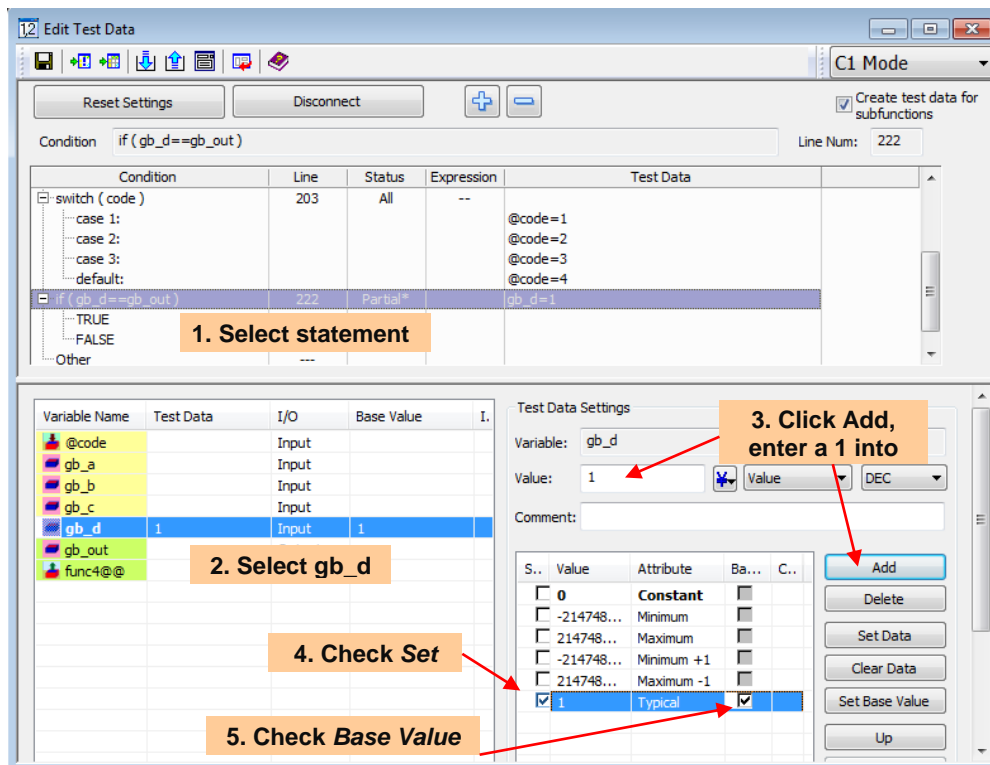 Edit Test Data
C1 Mode
Reset Settings Disconnect Create test data for
subfunctions
Condition if ( gb_d==gb_out ) Line Num: 222
Condition Line Status Expression Test Data
switch ( code ) 203 All --
case 1: @code=1
case 2: @code=2
case 3: @code=3
default: @code=4
if ( gb_d==gb_out ) 222 Partial* gb_d=1
TRUE
FALSE
1. Select statement
Other ---
Variable Name Test Data I/O Base Value I.
@code Input
gb_a Input
gb_b Input
gb_c Input
gb_d 1 Input 1
gb_out
func4@@
2. Select gb_d
Test Data Settings
Variable: gb_d
3. Click Add,
enter a 1 into
Value: 1 Value DEC
Comment:
S.. Value Attribute Ba... C..
0 Constant
-214748... Minimum
214748... Maximum
-214748... Minimum +1
214748... Maximum -1
1 Typical
Add
Delete
Set Data
Clear Data
Set Base Value
Up
4. Check Set
5. Check Base Value